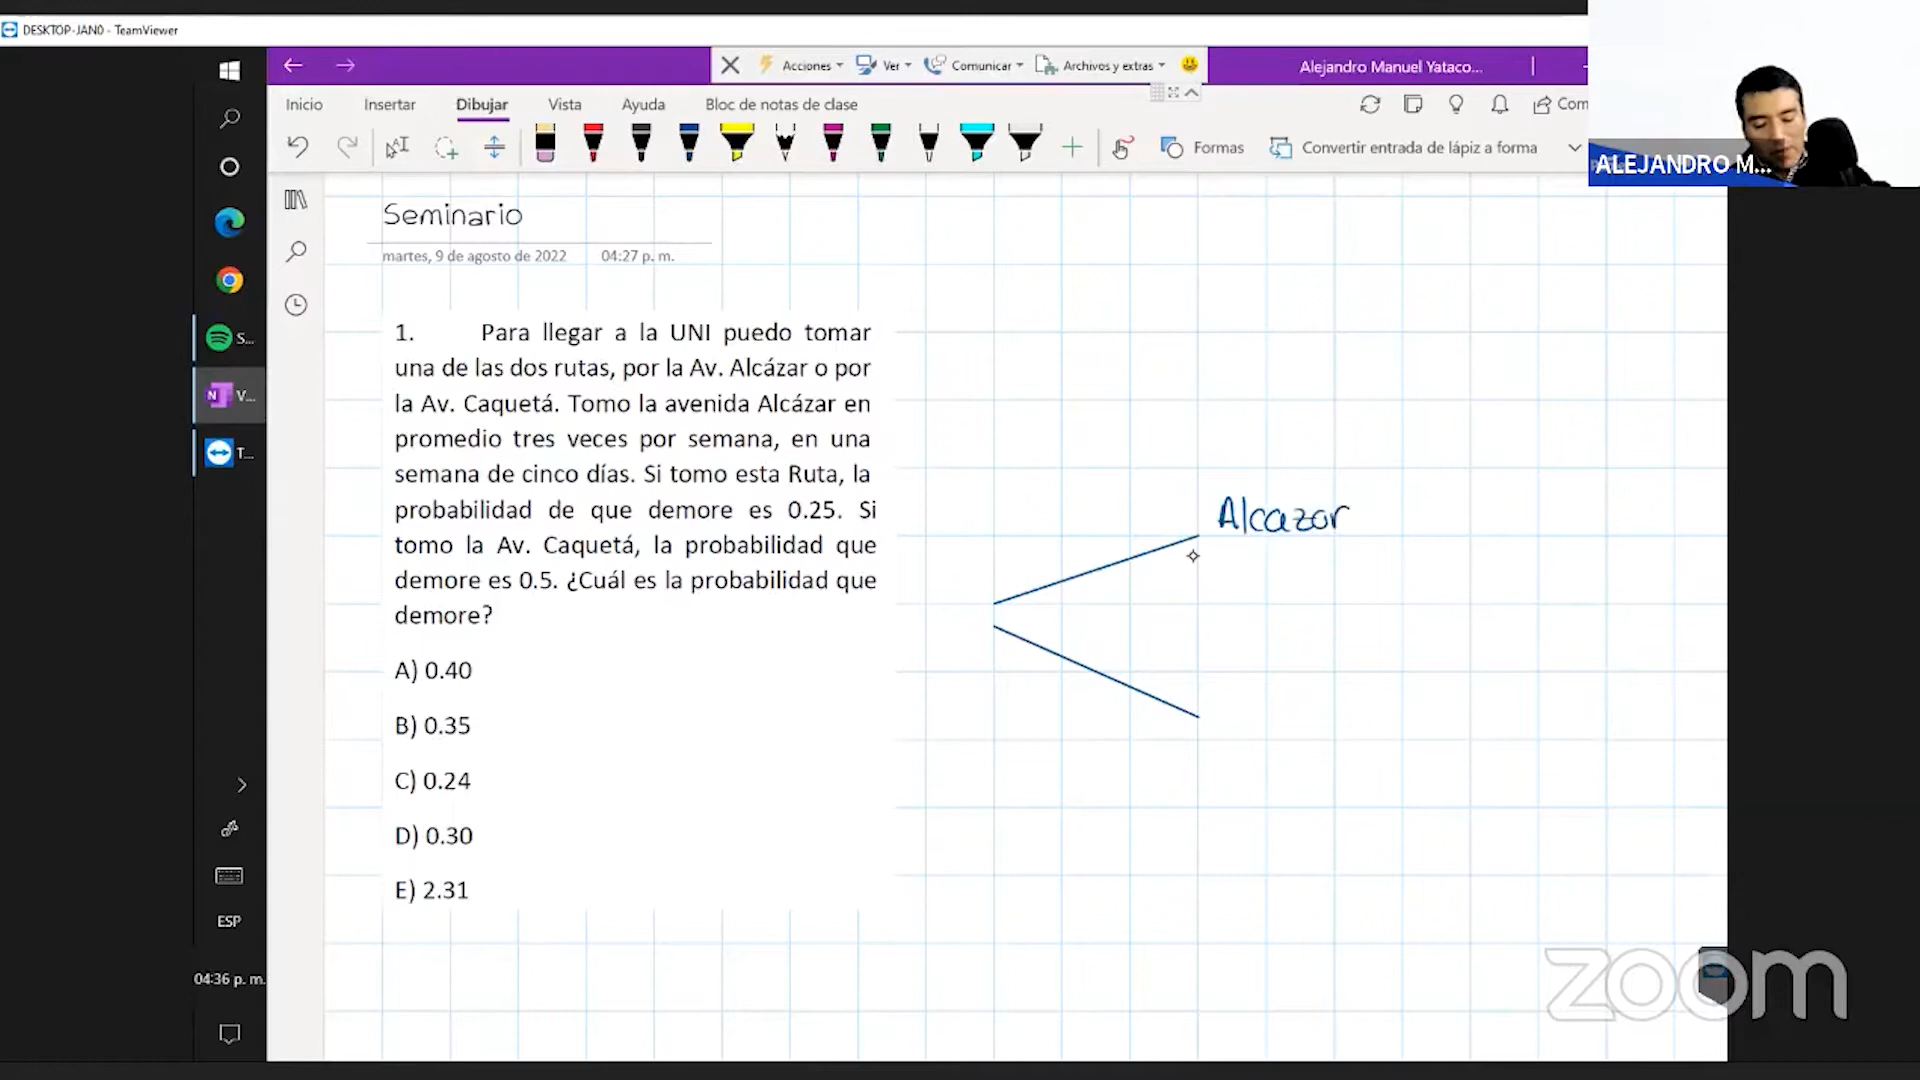 DESKTOP-JAN0 - TeamViewer
Acciones
Ver
Comunicar
Archivos y extras
Alejandro Manuel Yataco...
Inicio
Insertar
Dibujar
Vista
Ayuda
Bloc de notas de clase
Com
Formas
Convertir entrada de lápiz a forma
ALEJANDRO M...
Seminario
martes, 9 de agosto de 2022 04:27 p. m.
1. Para llegar a la UNI puedo tomar
una de las dos rutas, por la Av. Alcázar o por
la Av. Caquetá. Tomo la avenida Alcázar en
promedio tres veces por semana, en una
semana de cinco días. Si tomo esta Ruta, la
probabilidad de que demore es 0.25. Si
tomo la Av. Caquetá, la probabilidad que
demore es 0.5. ¿Cuál es la probabilidad que
demore?
A) 0.40
B) 0.35
C) 0.24
D) 0.30
E) 2.31
Alcazar
S...
N V...
T...
ESP
04:36 p. m.
zoom